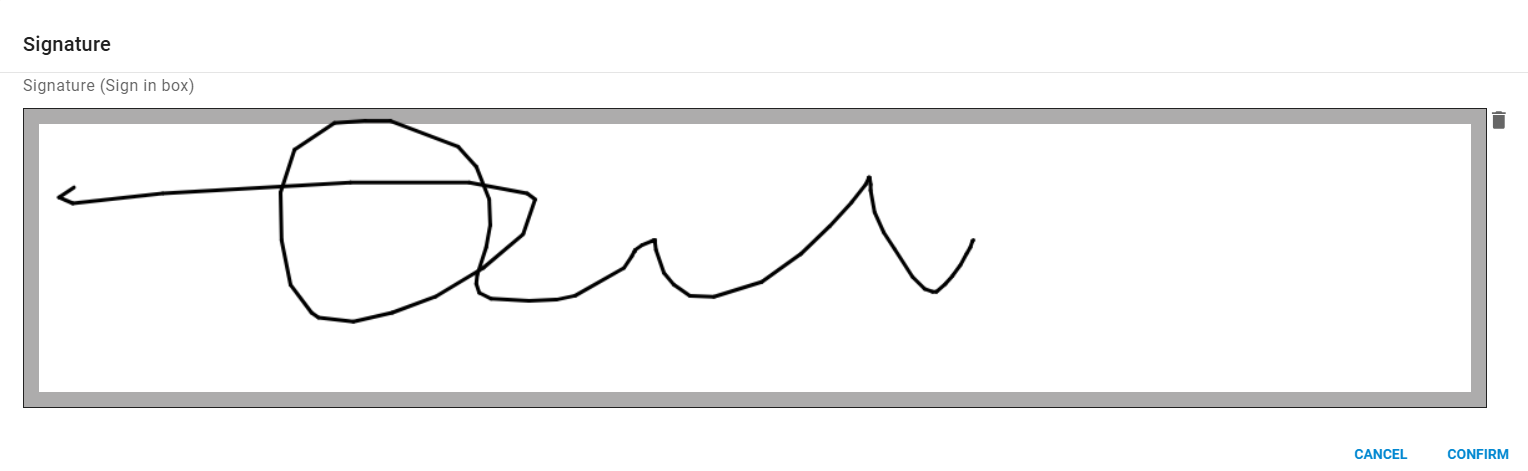 Signature
Signature (Sign in box)
CANCEL CONFIRM